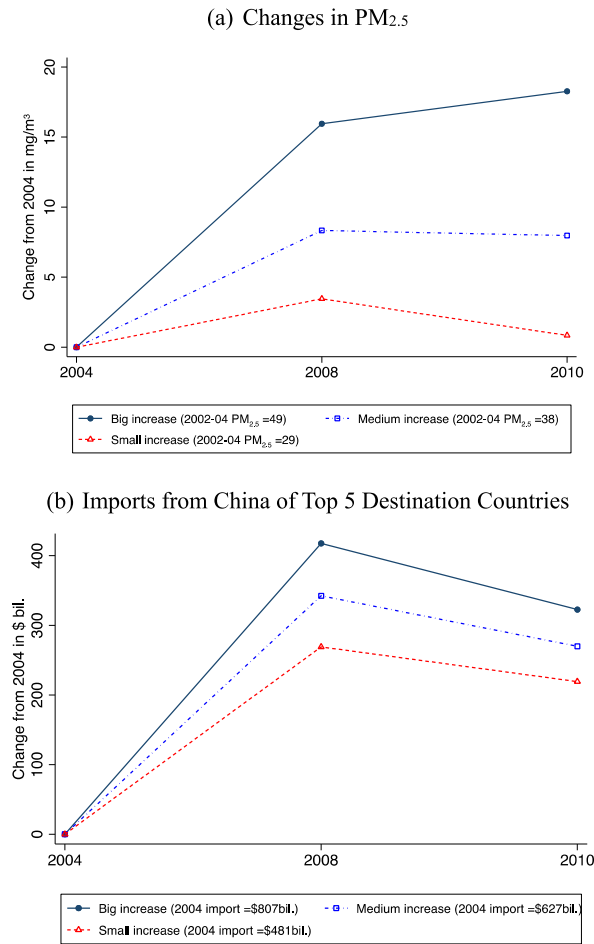 (a) Changes in PM2.5
Change from 2004 in mg/m³
20
15
10
5
0
2004 2008 2010
Big increase (2002-04 PM2.5 =49) Medium increase (2002-04 PM2.5 =38)
Small increase (2002-04 PM2.5 =29)
(b) Imports from China of Top 5 Destination Countries
Change from 2004 in $ bil.
400
300
200
100
0
2004 2008 2010
Big increase (2004 import =$807bil.) Medium increase (2004 import =$627bil.)
Small increase (2004 import =$481bil.)